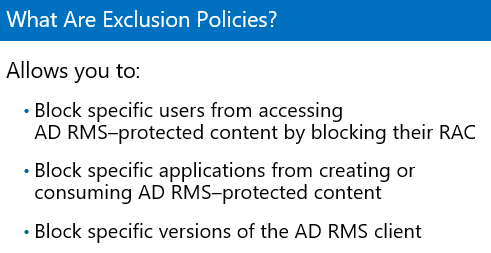 What Are Exclusion Policies?
Allows you to:
• Block specific users from accessing
AD RMS–protected content by blocking their RAC
• Block specific applications from creating or
consuming AD RMS–protected content
• Block specific versions of the AD RMS client